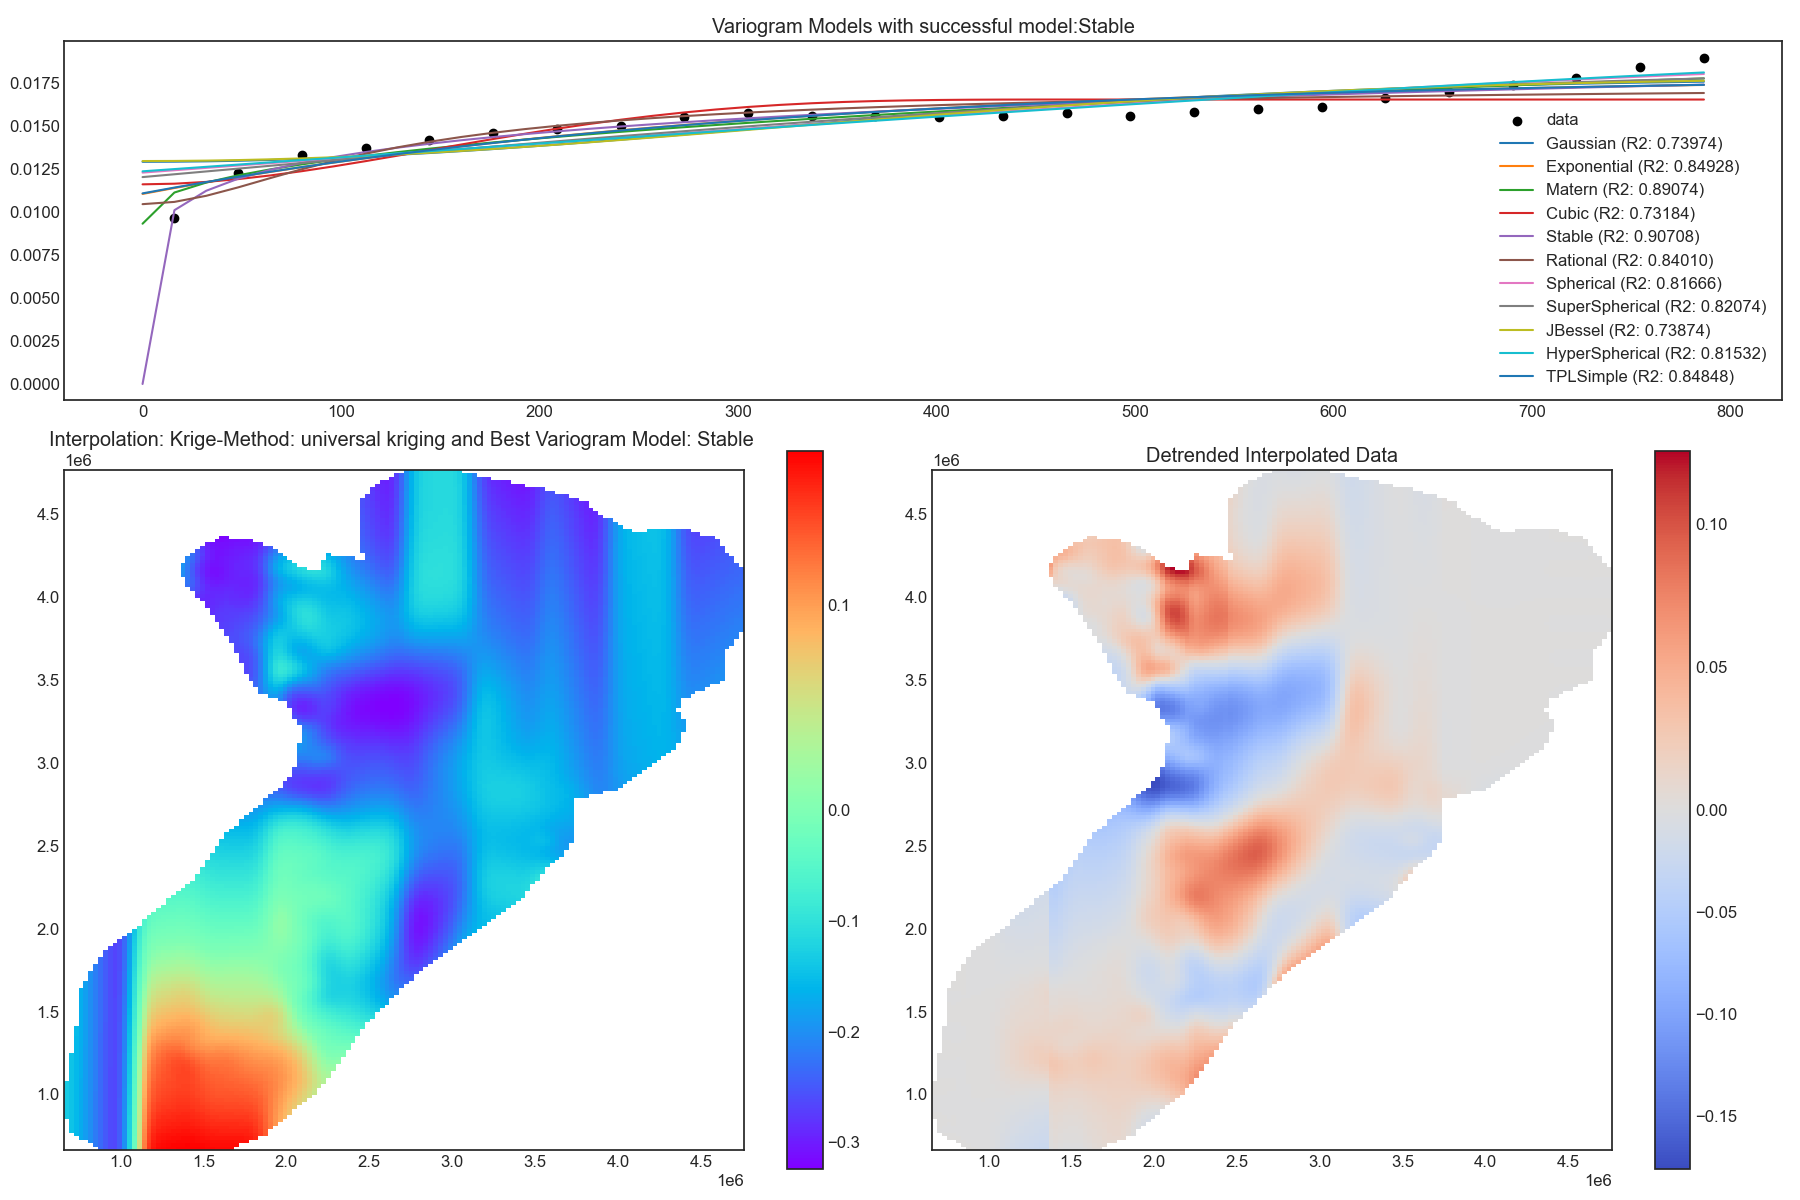 Variogram Models with successful model:Stable
0.0175
0.0150
0.0125
0.0100
0.0075
0.0050
0.0025
0.0000
data
Gaussian (R2: 0.73974)
Exponential (R2: 0.84928)
Matern (R2: 0.89074)
Cubic (R2: 0.73184)
Stable (R2: 0.90708)
Rational (R2: 0.84010)
Spherical (R2: 0.81666)
SuperSpherical (R2: 0.82074)
JBessel (R2: 0.73874)
HyperSpherical (R2: 0.81532)
TPLSimple (R2: 0.84848)
0 100 200 300 400 500 600 700 800
Interpolation: Krige-Method: universal kriging and Best Variogram Model: Stable
1e6
4.5
4.0
3.5
3.0
2.5
2.0
1.5
1.0
1.0 1.5 2.0 2.5 3.0 3.5 4.0 4.5
1e6
0.1
0.0
−0.1
−0.2
−0.3
Detrended Interpolated Data
1e6
4.5
4.0
3.5
3.0
2.5
2.0
1.5
1.0
1.0 1.5 2.0 2.5 3.0 3.5 4.0 4.5
1e6
0.10
0.05
0.00
−0.05
−0.10
−0.15